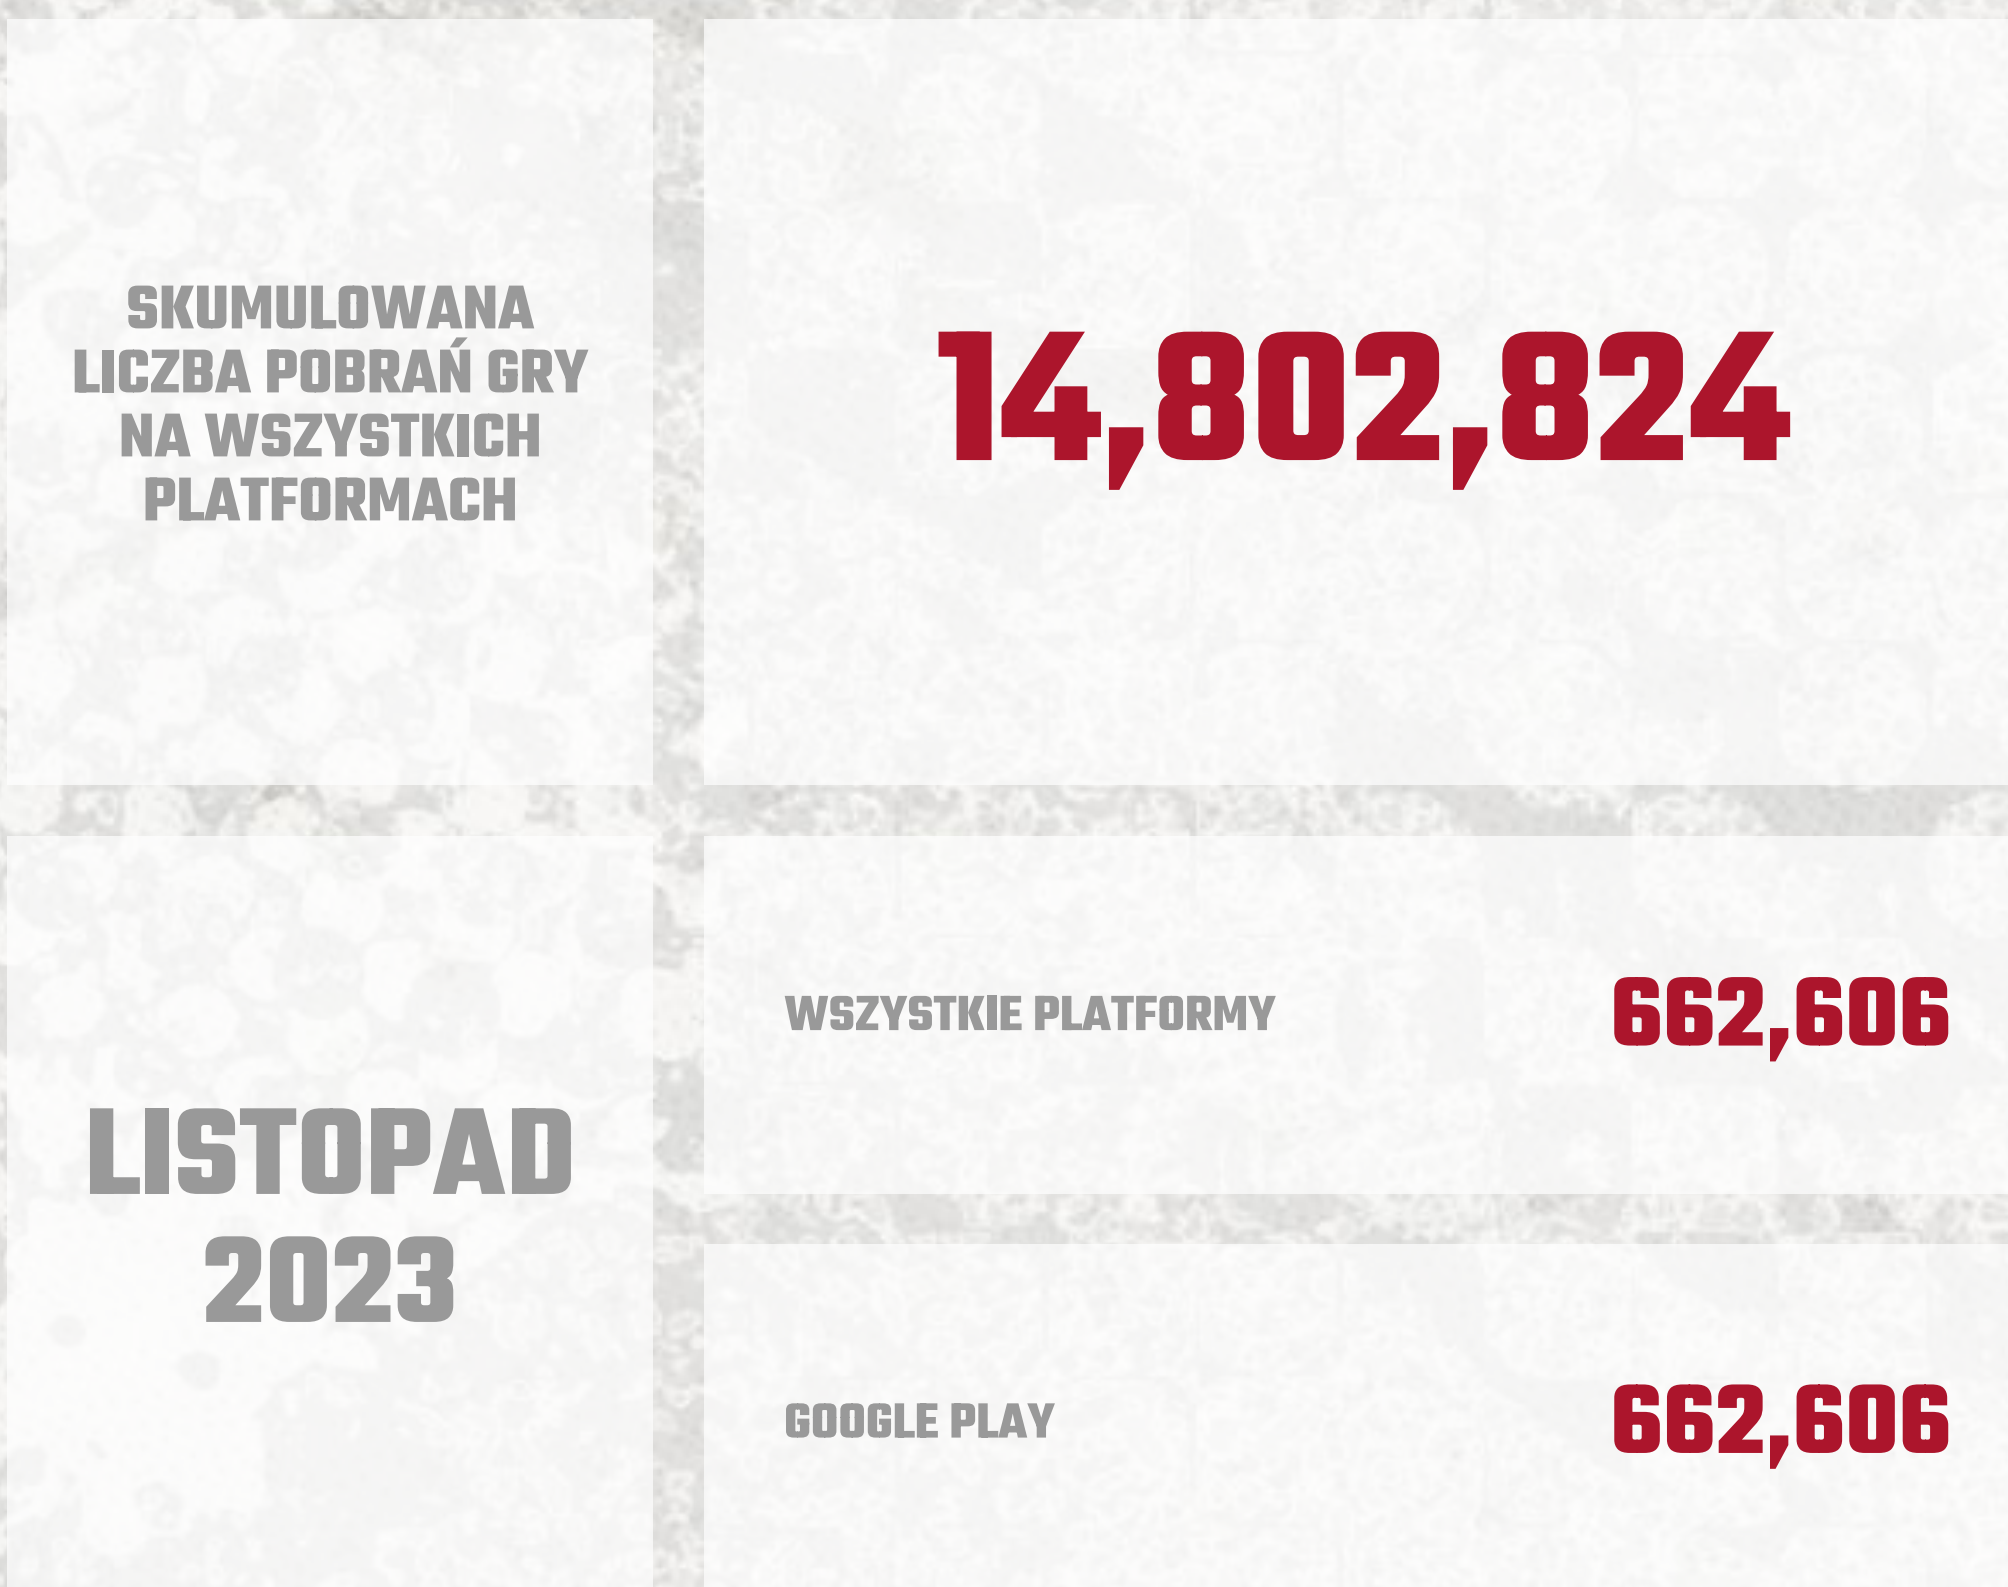 SKUMULOWANA
LICZBA POBRAŃ GRY
NA WSZYSTKICH
PLATFORMACH
14,802,824
LISTOPAD
2023
WSZYSTKIE PLATFORMY
662,606
GOOGLE PLAY
662,606